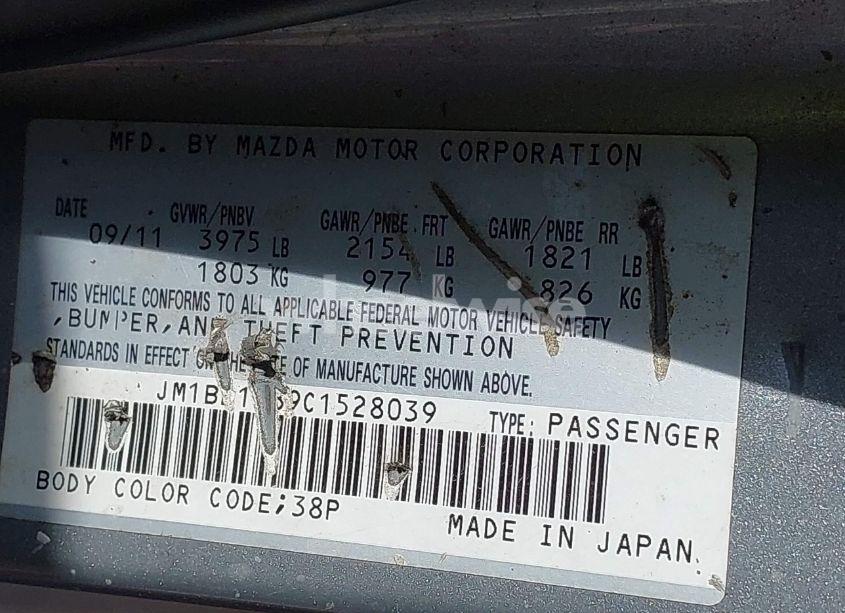 MFD. BY MAZDA MOTOR CORPORATION
DATE GVWR/PNBV GAWR/PNBE FRT GAWR/PNBE RR
09/11 3975 LB 2154 LB 1821 LB
1803 KG 977 KG 826 KG
THIS VEHICLE CONFORMS TO ALL APPLICABLE FEDERAL MOTOR VEHICLE SAFETY
,BUMPER,AND THEFT PREVENTION
STANDARDS IN EFFECT ON THE DATE OF MANUFACTURE SHOWN ABOVE.
TYPE: PASSENGER
BODY COLOR CODE;38P
MADE IN JAPAN